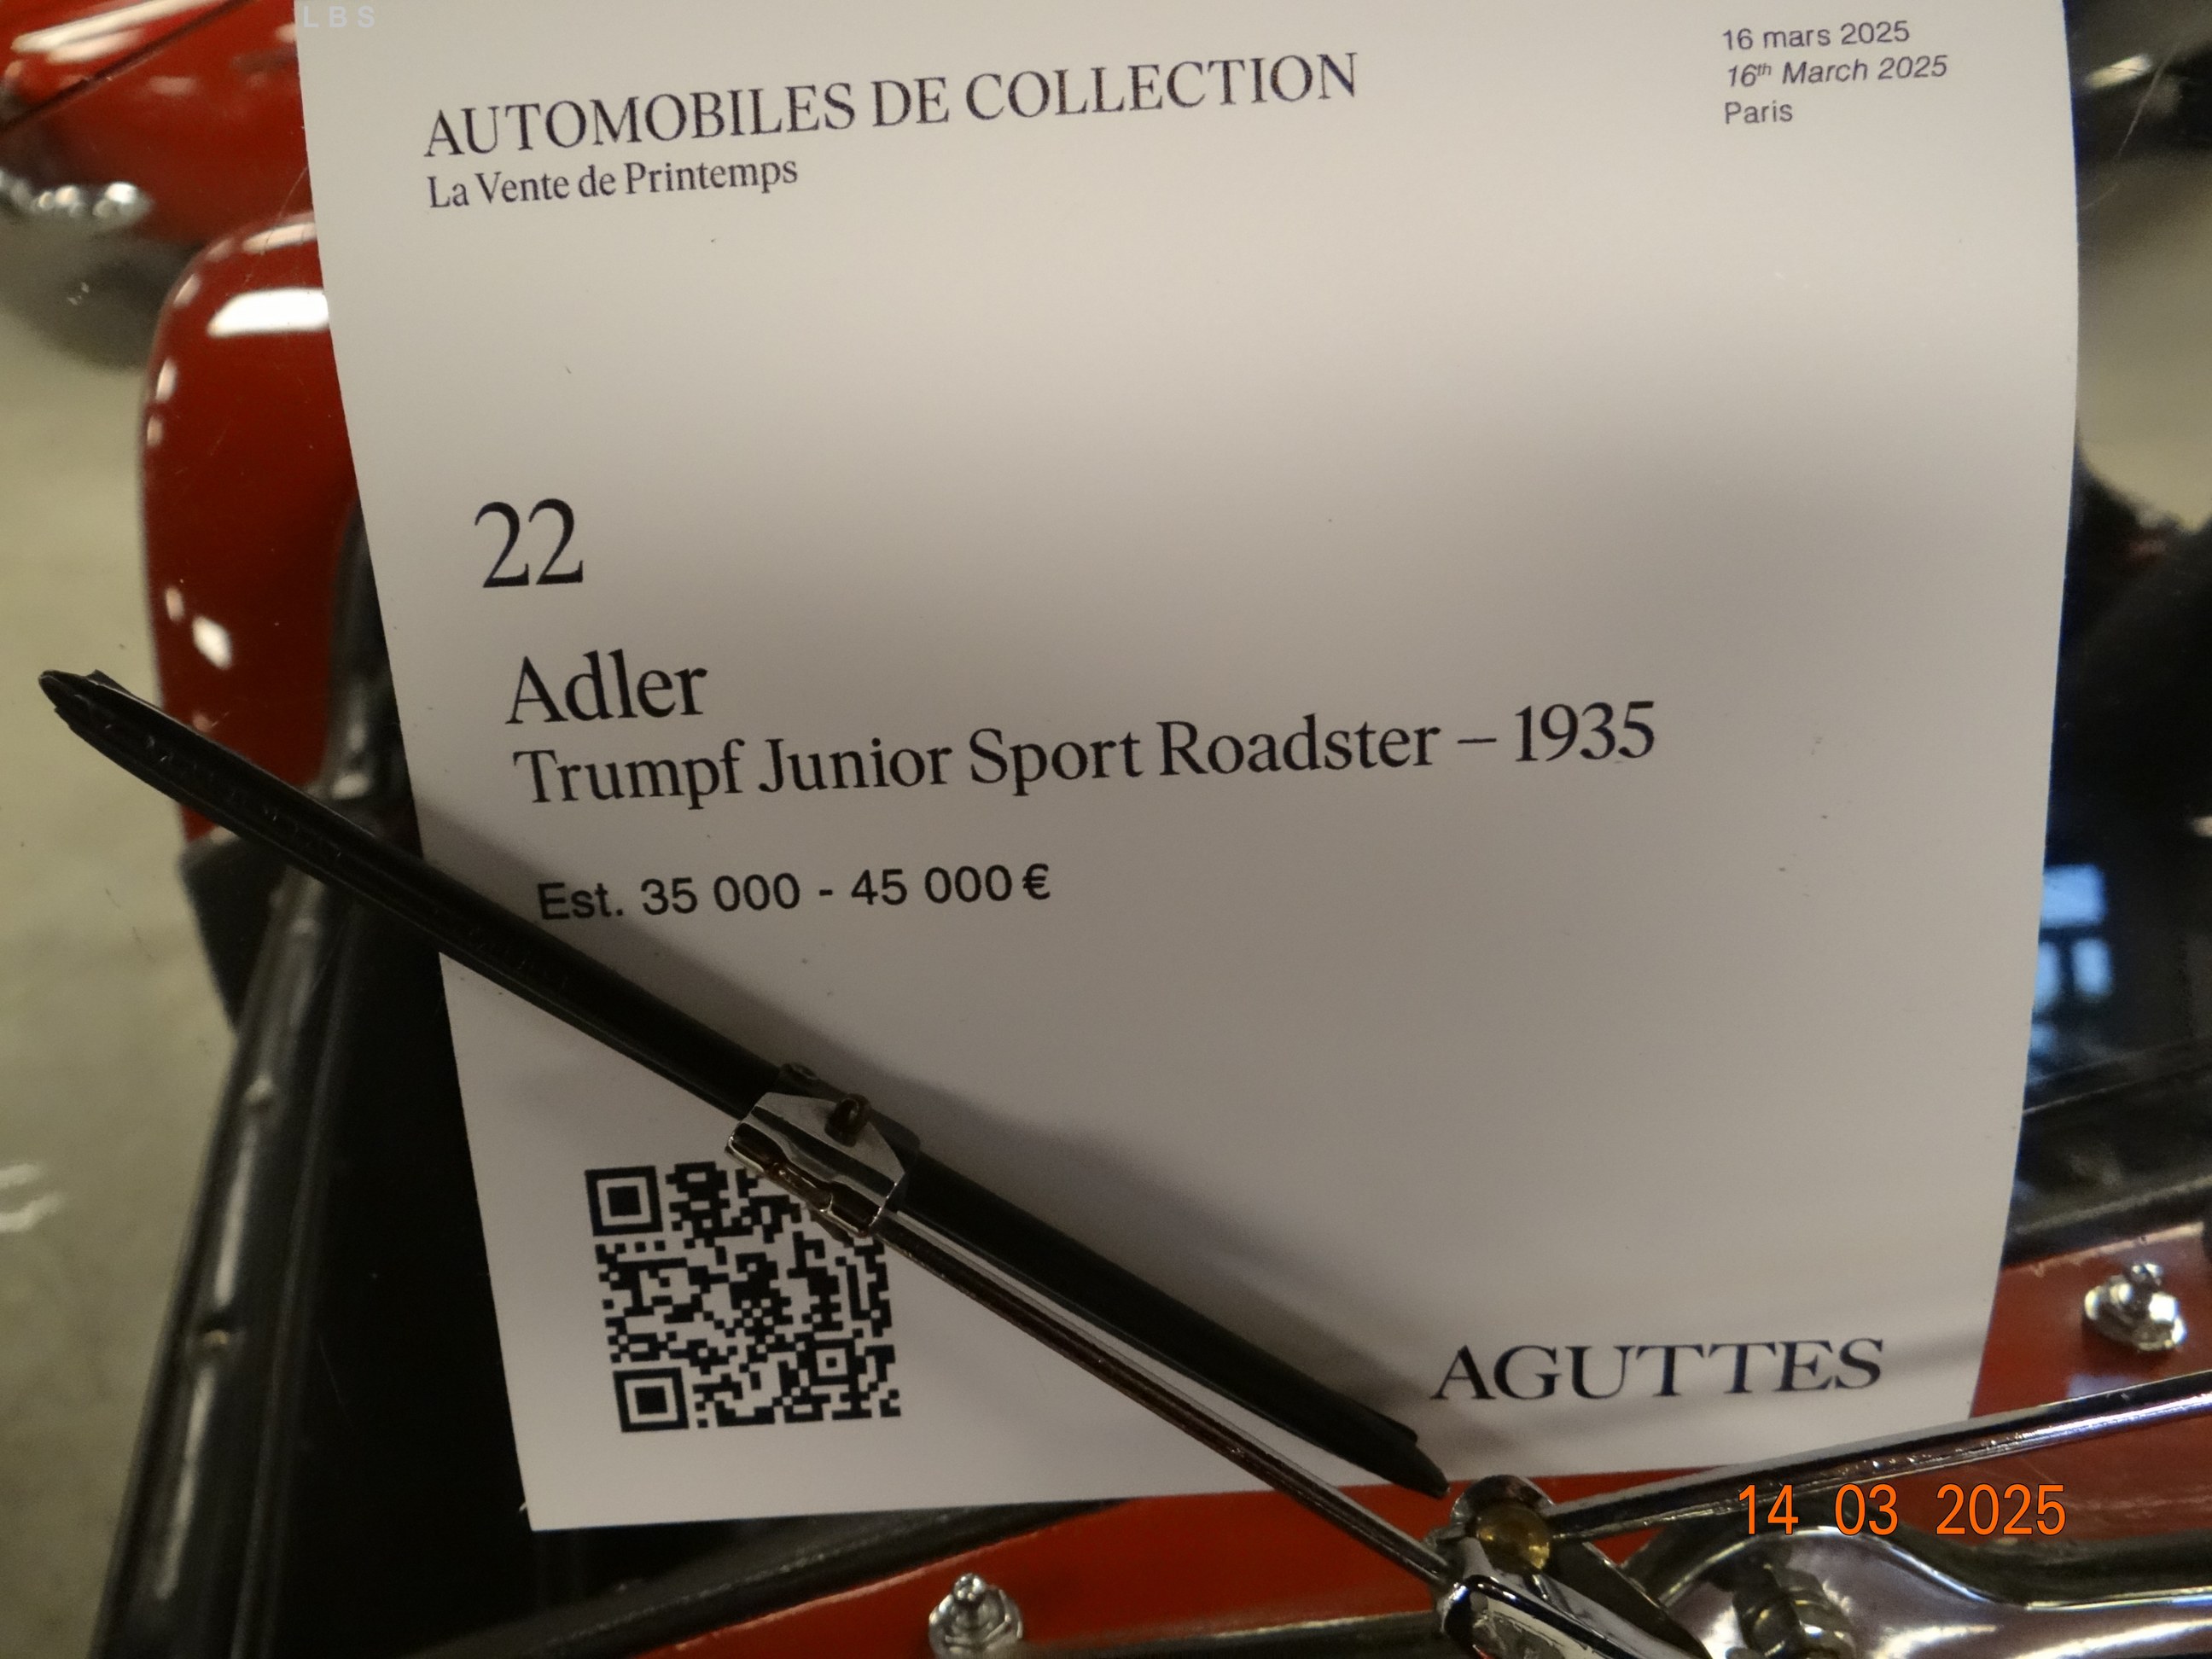 LBS
AUTOMOBILES DE COLLECTION
La Vente de Printemps
16 mars 2025
16th March 2025
Paris
22
Adler
Trumpf Junior Sport Roadster – 1935
Est. 35 000 - 45 000 €
AGUTTES
14 03 2025